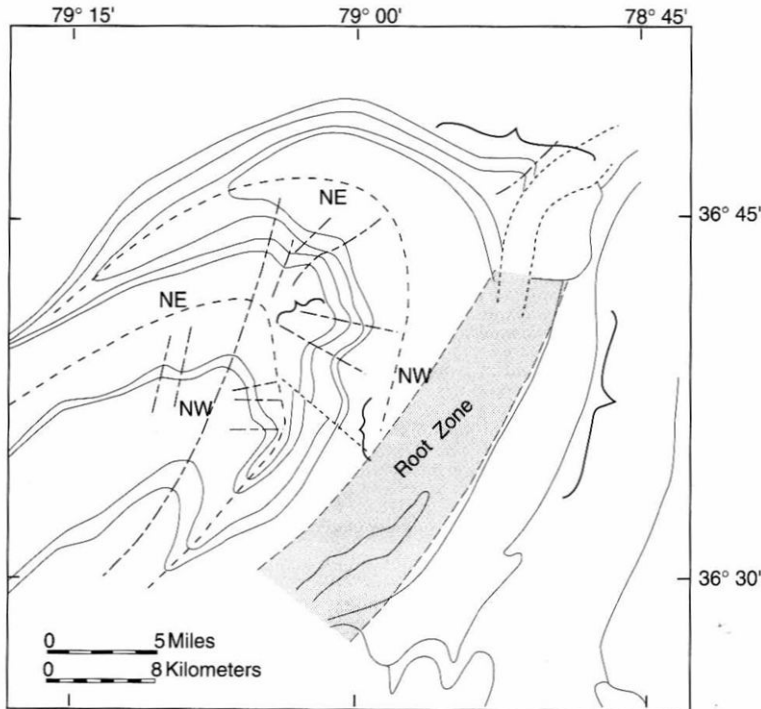 79° 15' 79° 00' 78° 45'
NE
36° 45'
NE
NW
NW
Root Zone
36° 30'
0 5 Miles
0 8 Kilometers